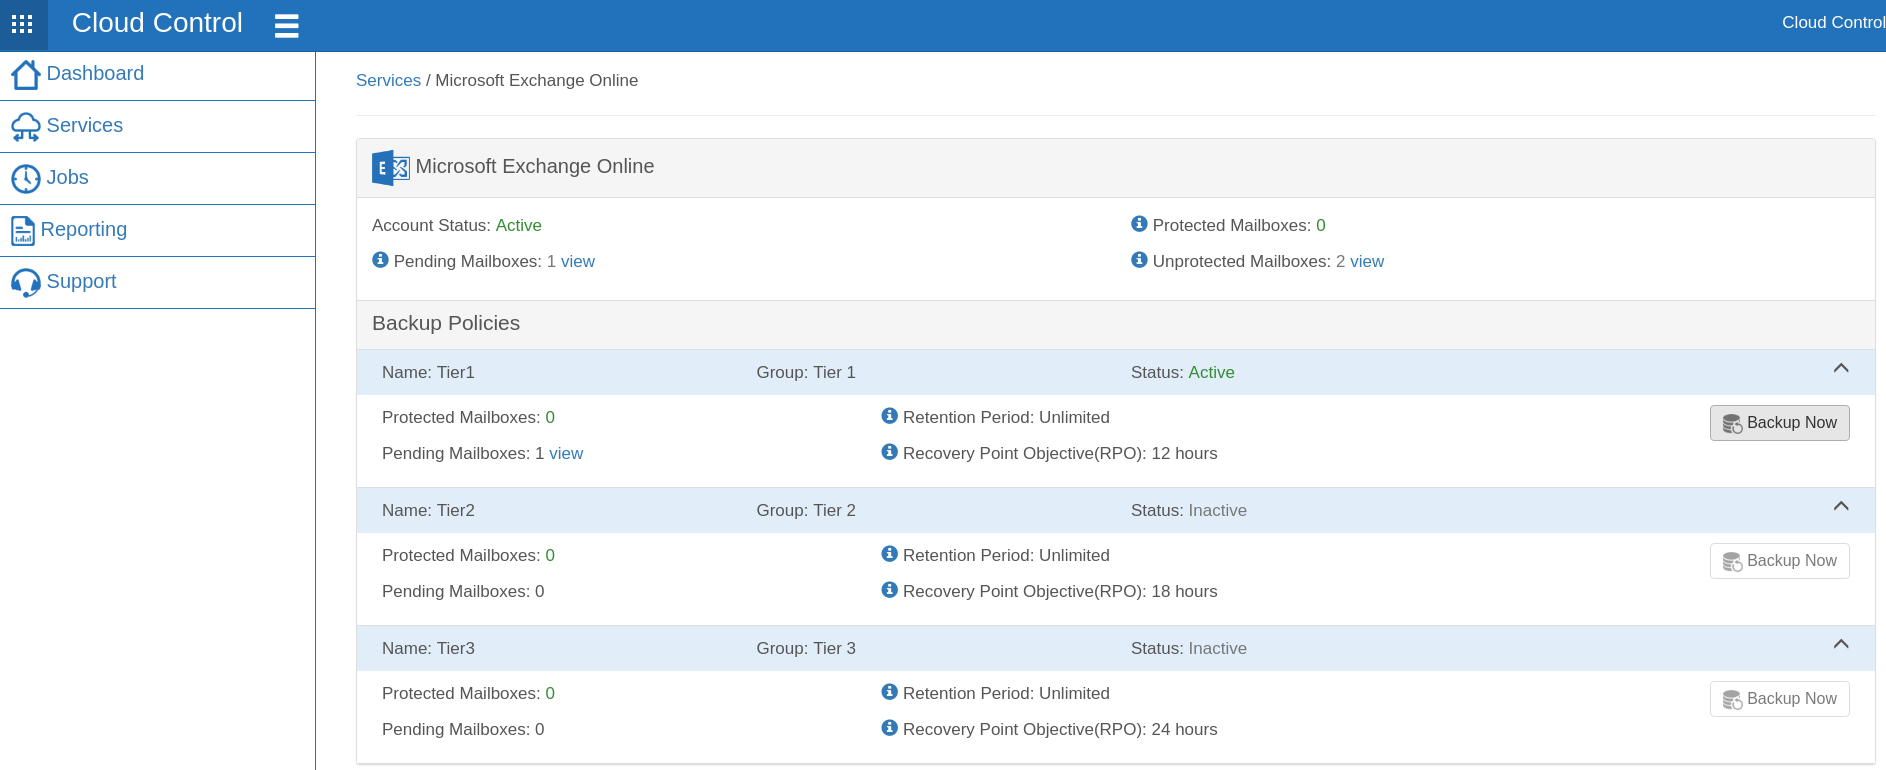 Cloud Control
Cloud Control
Dashboard
Services
Jobs
Reporting
Support
Services / Microsoft Exchange Online
Microsoft Exchange Online
Account Status: Active
Protected Mailboxes: 0
Pending Mailboxes: 1 view
Unprotected Mailboxes: 2 view
Backup Policies
Name: Tier1 Group: Tier 1 Status: Active
Protected Mailboxes: 0 Retention Period: Unlimited Backup Now
Pending Mailboxes: 1 view Recovery Point Objective(RPO): 12 hours
Name: Tier2 Group: Tier 2 Status: Inactive
Protected Mailboxes: 0 Retention Period: Unlimited Backup Now
Pending Mailboxes: 0 Recovery Point Objective(RPO): 18 hours
Name: Tier3 Group: Tier 3 Status: Inactive
Protected Mailboxes: 0 Retention Period: Unlimited Backup Now
Pending Mailboxes: 0 Recovery Point Objective(RPO): 24 hours